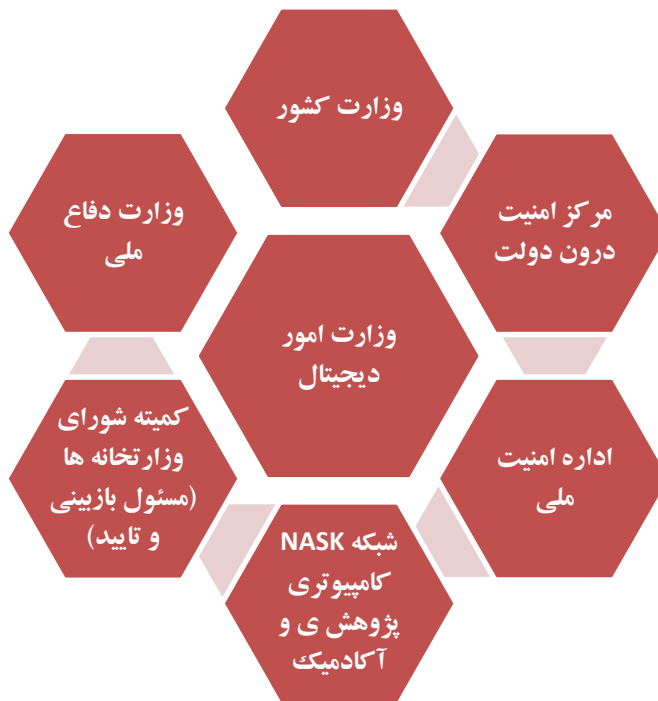 وزارت کشور
مرکز امنیت
درون دولت
وزارت دفاع
ملی
وزارت امور
دیجیتال
اداره امنیت
ملی
کمیته شورای
وزارتخانه ها
(مسئول بازبینی
و تایید)
شبکه NASK
کامپیوتری
پژوهش ی و
آکادمیک